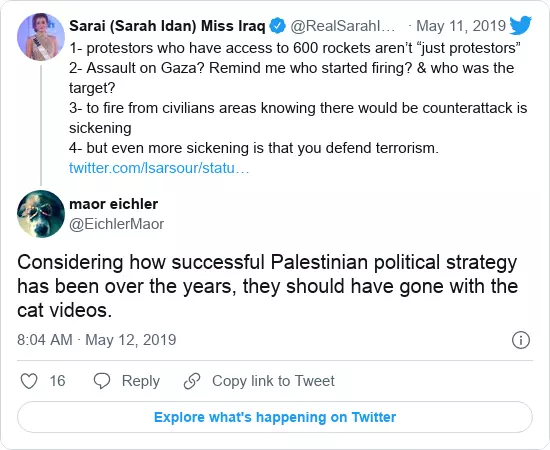 Sarai (Sarah Idan) Miss Iraq @RealSarahI… · May 11, 2019
1- protestors who have access to 600 rockets aren't “just protestors”
2- Assault on Gaza? Remind me who started firing? & who was the
target?
3- to fire from civilians areas knowing there would be counterattack is
sickening
4- but even more sickening is that you defend terrorism.
twitter.com/lsarsour/statu…
maor eichler
@EichlerMaor
Considering how successful Palestinian political strategy
has been over the years, they should have gone with the
cat videos.
8:04 AM · May 12, 2019
16 Reply Copy link to Tweet
Explore what's happening on Twitter